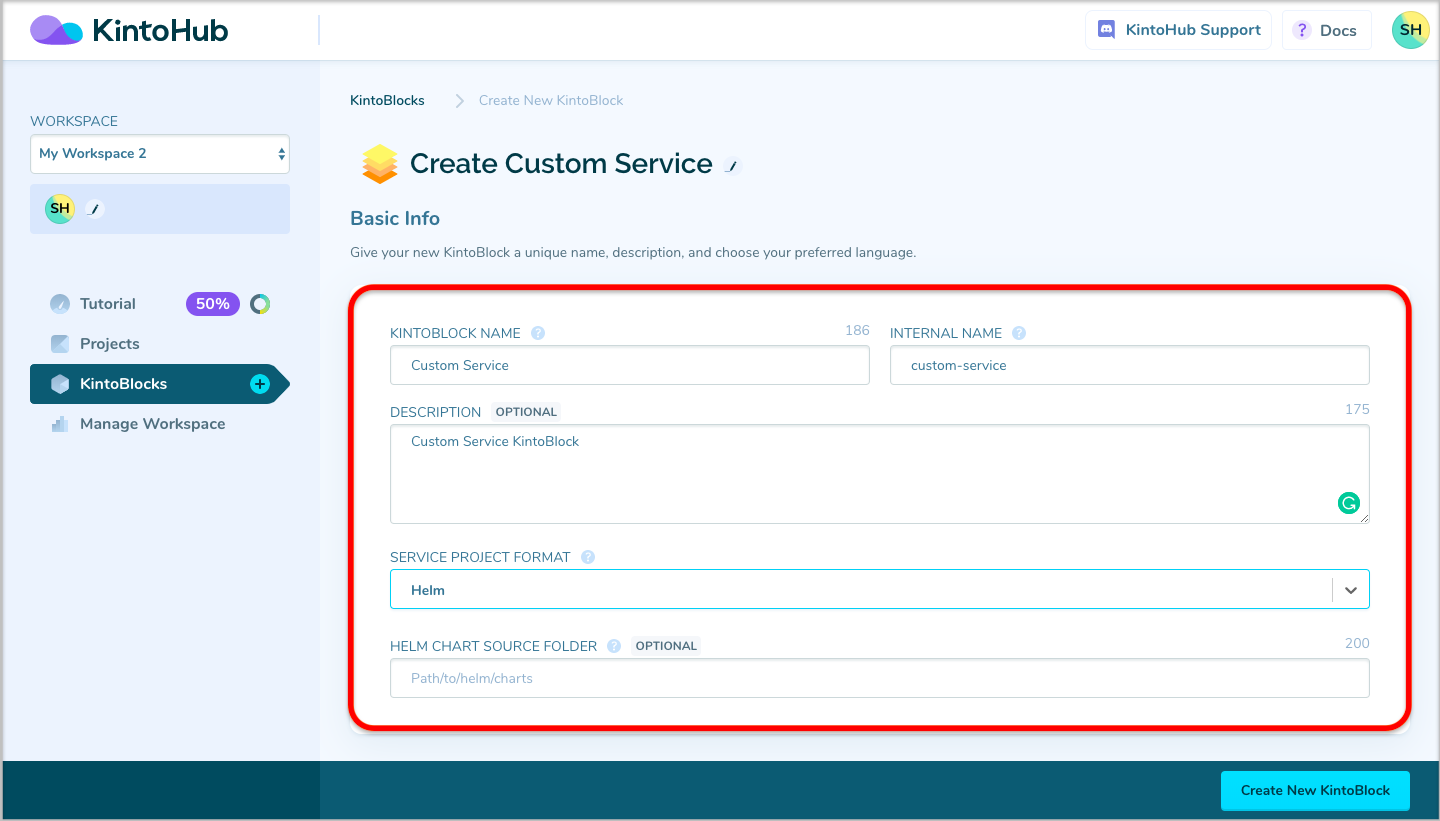 KintoHub
KintoHub Support
? Docs
SH
WORKSPACE
My Workspace 2
SH
Tutorial 50%
Projects
KintoBlocks
Manage Workspace
KintoBlocks Create New KintoBlock
Create Custom Service
Basic Info
Give your new KintoBlock a unique name, description, and choose your preferred language.
KINTOBLOCK NAME ? 186
Custom Service
INTERNAL NAME ?
custom-service
DESCRIPTION OPTIONAL 175
Custom Service KintoBlock
SERVICE PROJECT FORMAT ?
Helm
HELM CHART SOURCE FOLDER ? OPTIONAL 200
Path/to/helm/charts
Create New KintoBlock